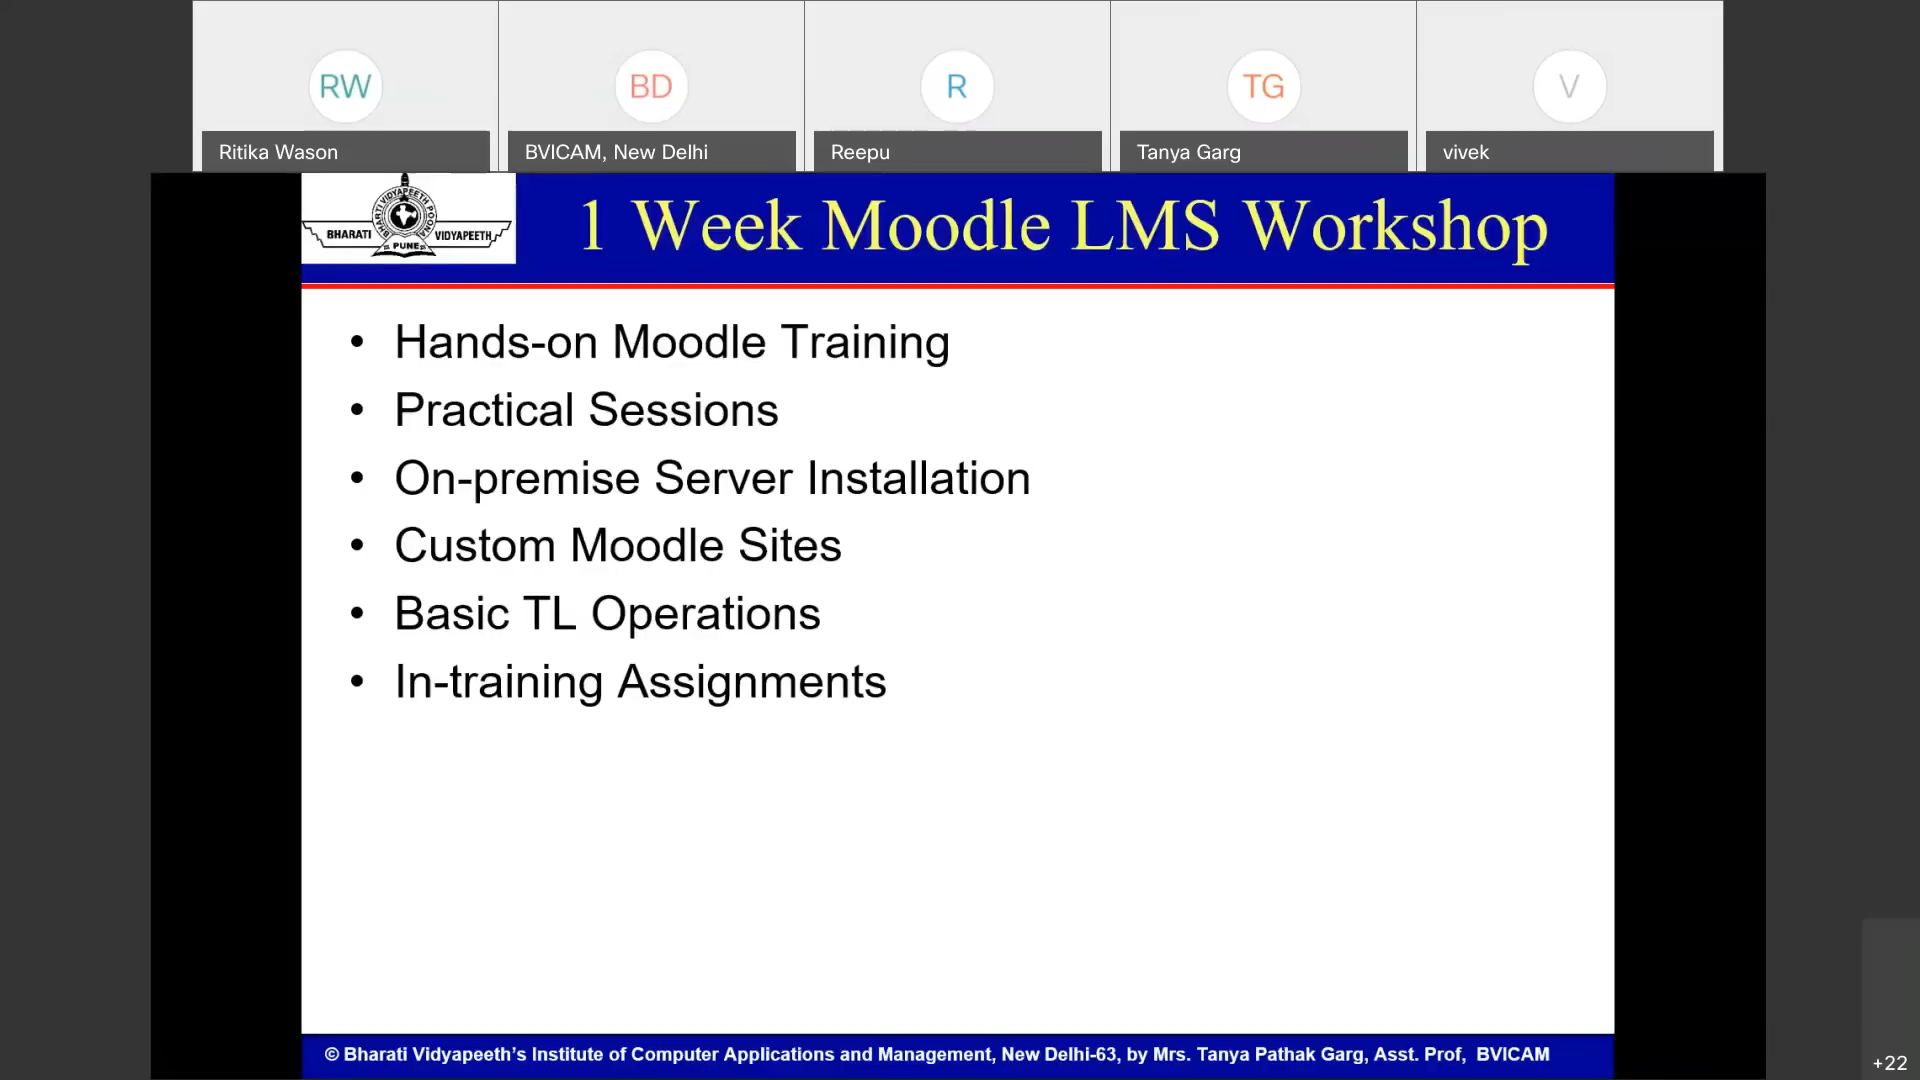 RW
BD
R
TG
V
Ritika Wason
BVICAM, New Delhi
Reepu
Tanya Garg
vivek
BHARATI VIDYAPEETH POONA
BHARATI
VIDYAPEETH
PUNE
1 Week Moodle LMS Workshop
• Hands-on Moodle Training
• Practical Sessions
• On-premise Server Installation
• Custom Moodle Sites
• Basic TL Operations
• In-training Assignments
© Bharati Vidyapeeth’s Institute of Computer Applications and Management, New Delhi-63, by Mrs. Tanya Pathak Garg, Asst. Prof, BVICAM
+22